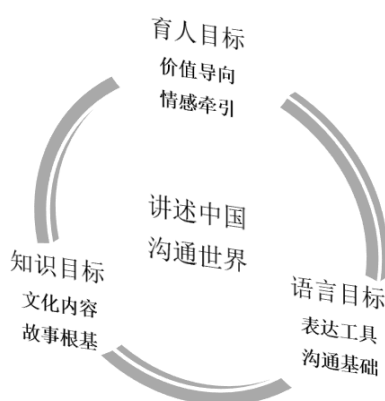 育人目标
价值导向
情感牵引
讲述中国
沟通世界
知识目标
文化内容
故事根基
语言目标
表达工具
沟通基础